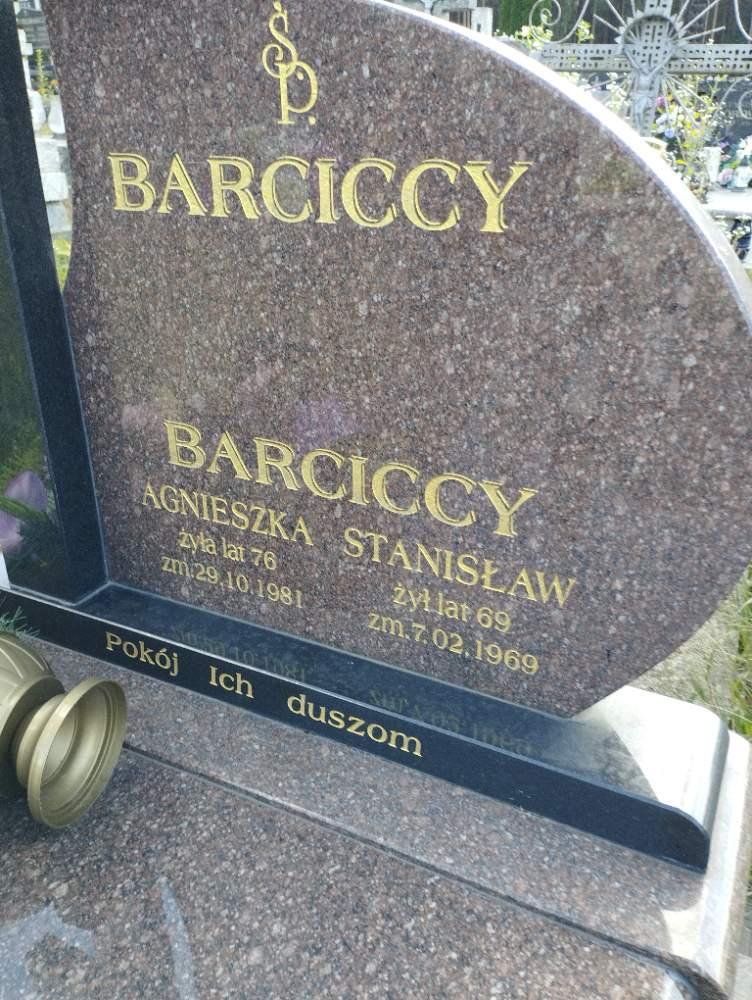 Ś.P.
BARCICCY
BARCICCY
AGNIESZKA
żyła lat 76
zm.29.10.1981
STANISŁAW
żył lat 69
zm.7.02.1969
Pokój Ich duszom